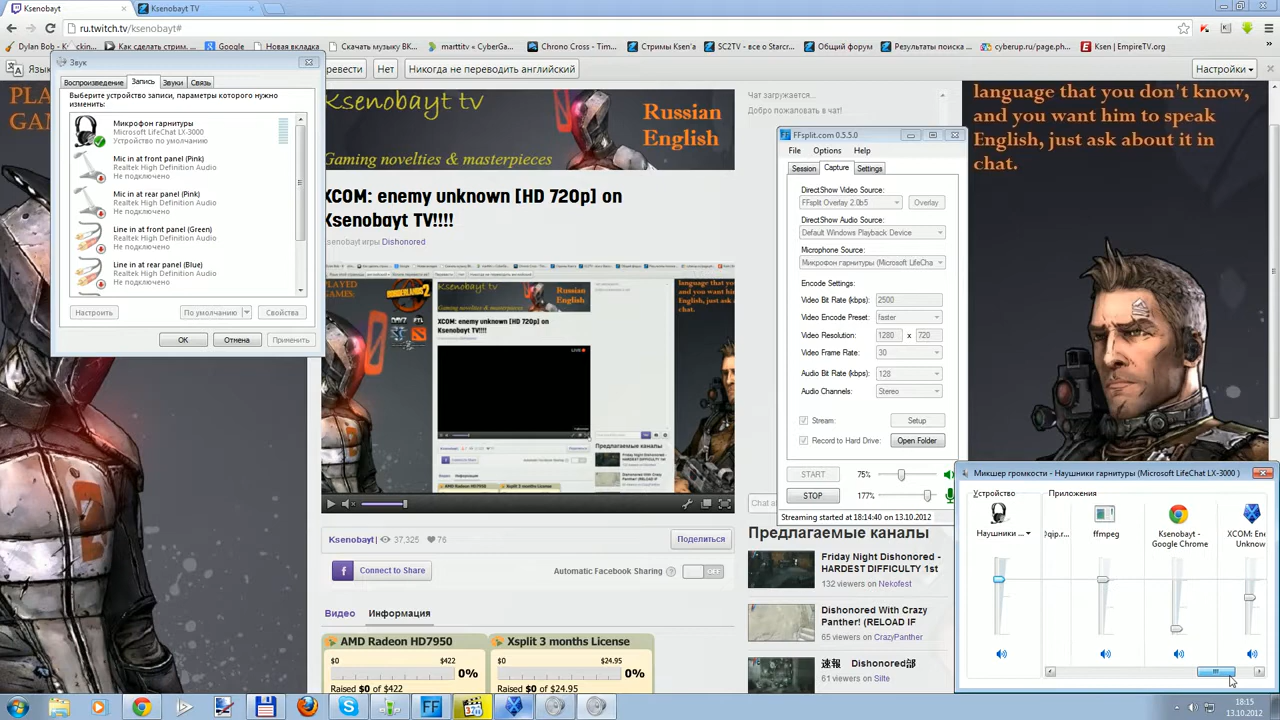 Ksenobayt
Ksenobayt TV
ru.twitch.tv/ksenobayt#
Google
Новая вкладка
Скачать музыку ВК...
marttitv «CyberGa...
Chrono Cross - Tim...
Стримы Ksen'a
SC2TV - все о Starcr...
Общий форум
Результаты поиска ...
cyberup.ru/page.ph...
Ksen | EmpireTV.org
Нет
Никогда не переводить английский
Настройки
Звук
Воспроизведение
Запись
Звуки
Связь
Выберите устройство записи, параметры которого нужно
изменить:
Микрофон гарнитуры
Microsoft LifeChat LX-3000
Устройство по умолчанию
Mic in at front panel (Pink)
Realtek High Definition Audio
Не подключено
Mic in at rear panel (Pink)
Realtek High Definition Audio
Не подключено
Line in at front panel (Green)
Realtek High Definition Audio
Не подключено
Line in at rear panel (Blue)
Realtek High Definition Audio
Не подключено
Настроить
По умолчанию
Свойства
OK
Отмена
Применить
Ksenobayt tv
Russian
English
Gaming novelties & masterpieces
XCOM: enemy unknown [HD 720p] on
Ksenobayt TV!!!!
Dishonored
Ksenobayt tv
XCOM: enemy unknown [HD 720p] on
Ksenobayt TV!!!!
LIVE
Ksenobayt | 37,325 76
Поделиться
Connect to Share
Automatic Facebook Sharing
OFF
Видео
Информация
AMD Radeon HD7950
$0 $422
0%
Raised $0 of $422
Xsplit 3 months License
$0 $24.95
0%
Raised $0 of $24.95
Чат загружается...
Добро пожаловать в чат!
FFsplit.com 0.5.5.0
File Options Help
Session Capture Settings
DirectShow Video Source:
FFsplit Overlay 2.0b5
Overlay
DirectShow Audio Source:
Default Windows Playback Device
Microphone Source:
Микрофон гарнитуры (Microsoft LifeCha
Encode Settings:
Video Bit Rate (kbps): 2500
Video Encode Preset: faster
Video Resolution: 1280 x 720
Video Frame Rate: 30
Audio Bit Rate (kbps): 128
Audio Channels: Stereo
Stream: Setup
Record to Hard Drive: Open Folder
START 75%
STOP 177%
Streaming started at 18:14:40 on 13.10.2012
Предлагаемые каналы
Friday Night Dishonored -
HARDEST DIFFICULTY 1st
132 viewers on Nekofest
Dishonored With Crazy
Panther! (RELOAD IF
65 viewers on CrazyPanther
速報 Dishonored部
61 viewers on Silte
language that you don't know,
and you want him to speak
English, just ask about it in
chat.
Микшер громкости - Наушники гарнитуры (Microsoft LifeChat LX-3000 )
Устройство
Приложения
Наушники ...
ffmpeg
Ksenobayt -
Google Chrome
XCOM: Ene
Unknow
18:15
13.10.2012